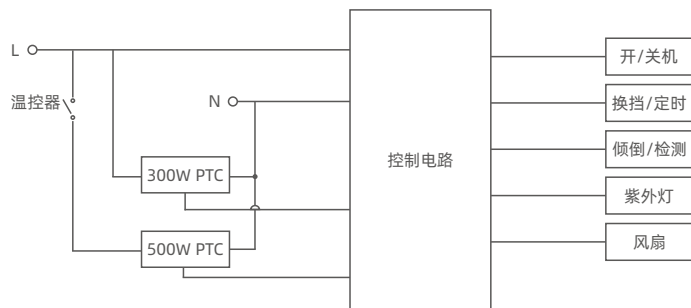 L
开/关机
温控器
N
换挡/定时
倾倒/检测
控制电路
300W PTC
紫外灯
500W PTC
风扇